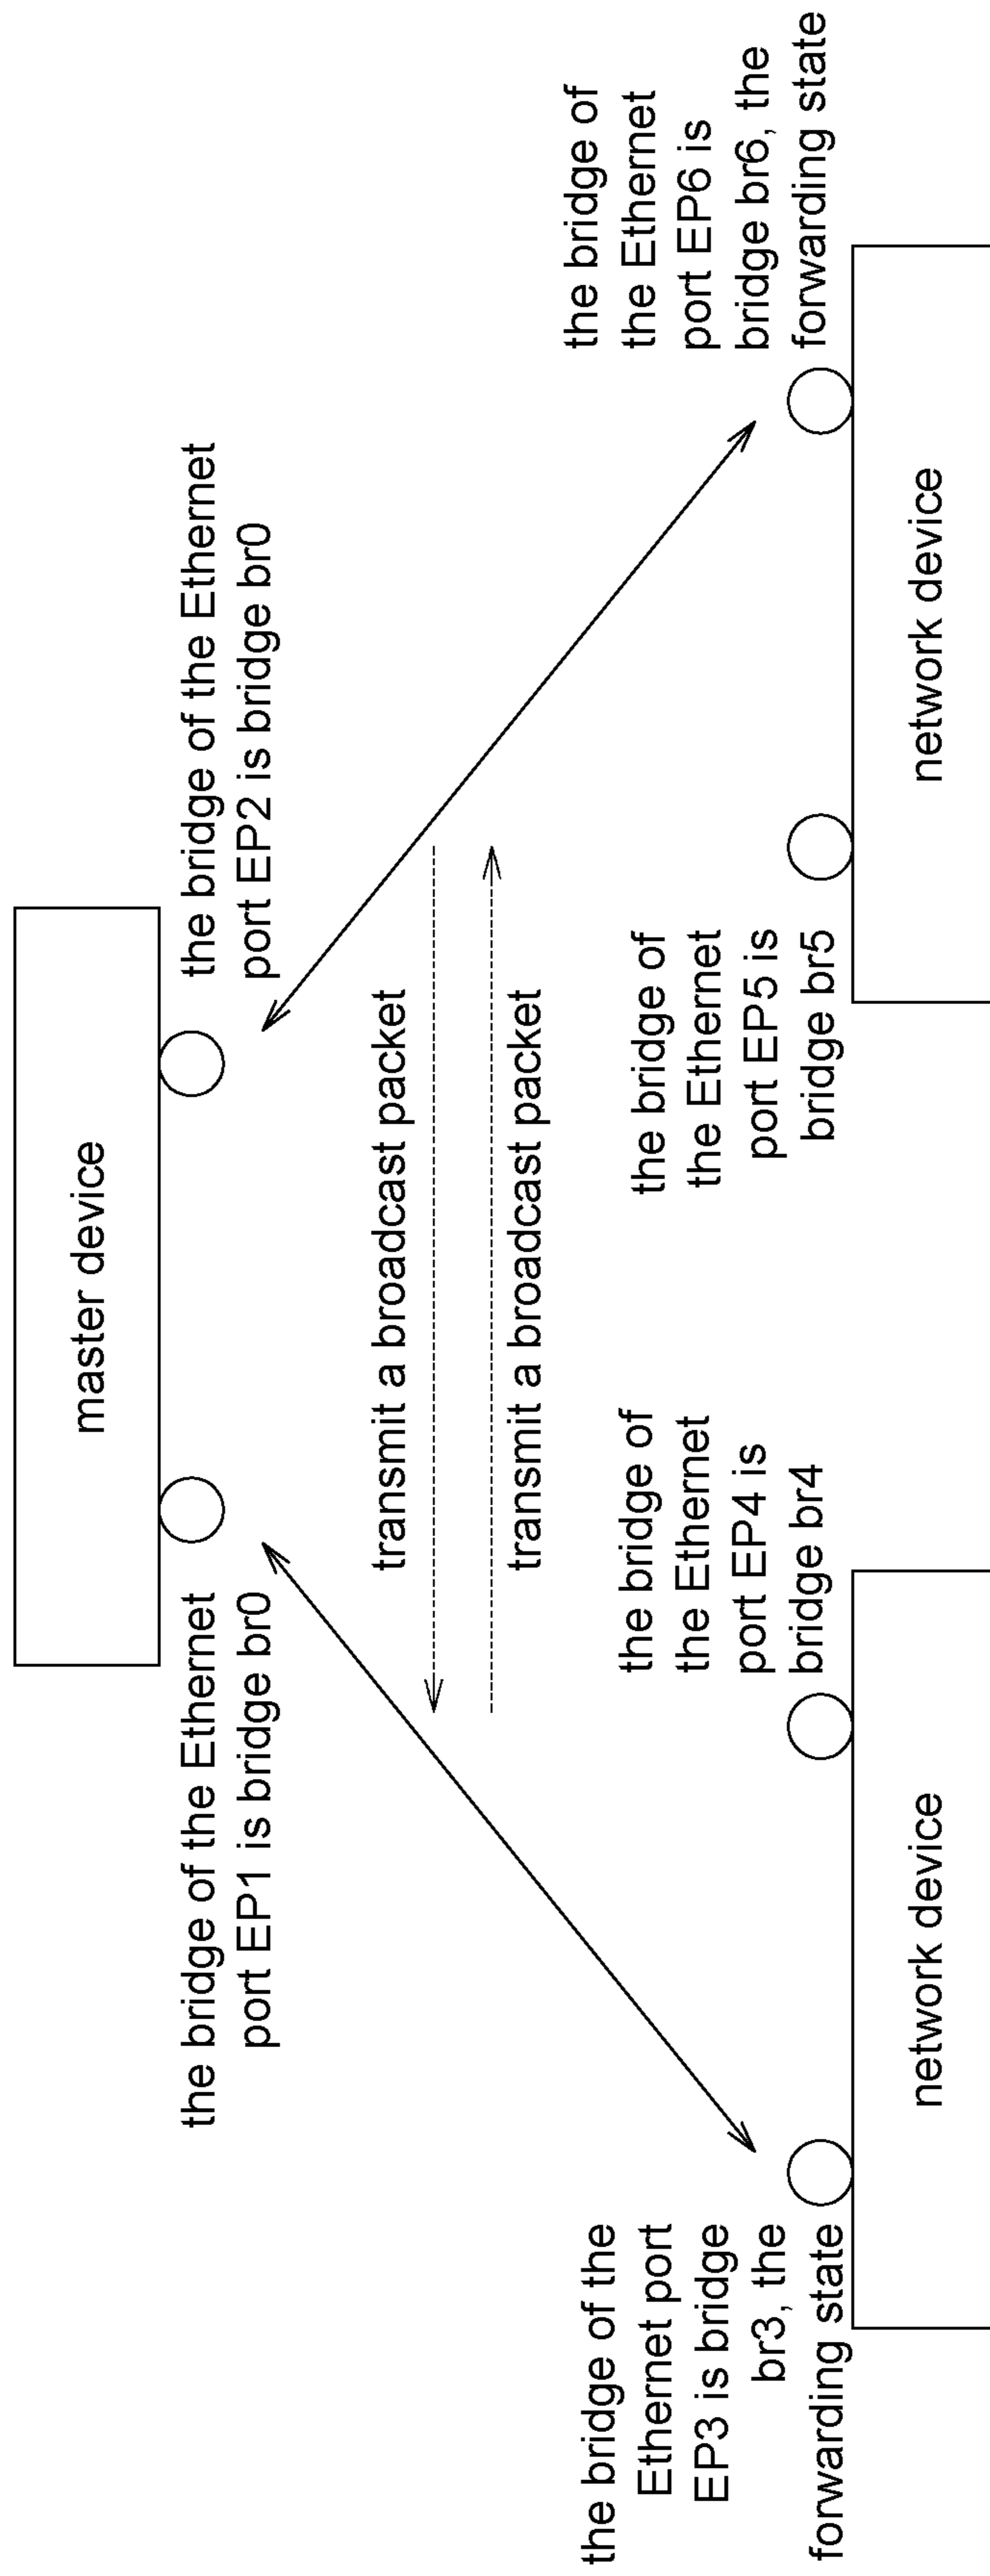 master device
the bridge of the Ethernet
port EP1 is bridge br0
the bridge of the Ethernet
port EP2 is bridge br0
transmit a broadcast packet
transmit a broadcast packet
the bridge of the
Ethernet port
EP3 is bridge
br3, the
forwarding state
the bridge of
the Ethernet
port EP4 is
bridge br4
the bridge of
the Ethernet
port EP5 is
bridge br5
the bridge of
the Ethernet
port EP6 is
bridge br6, the
forwarding state
network device
network device